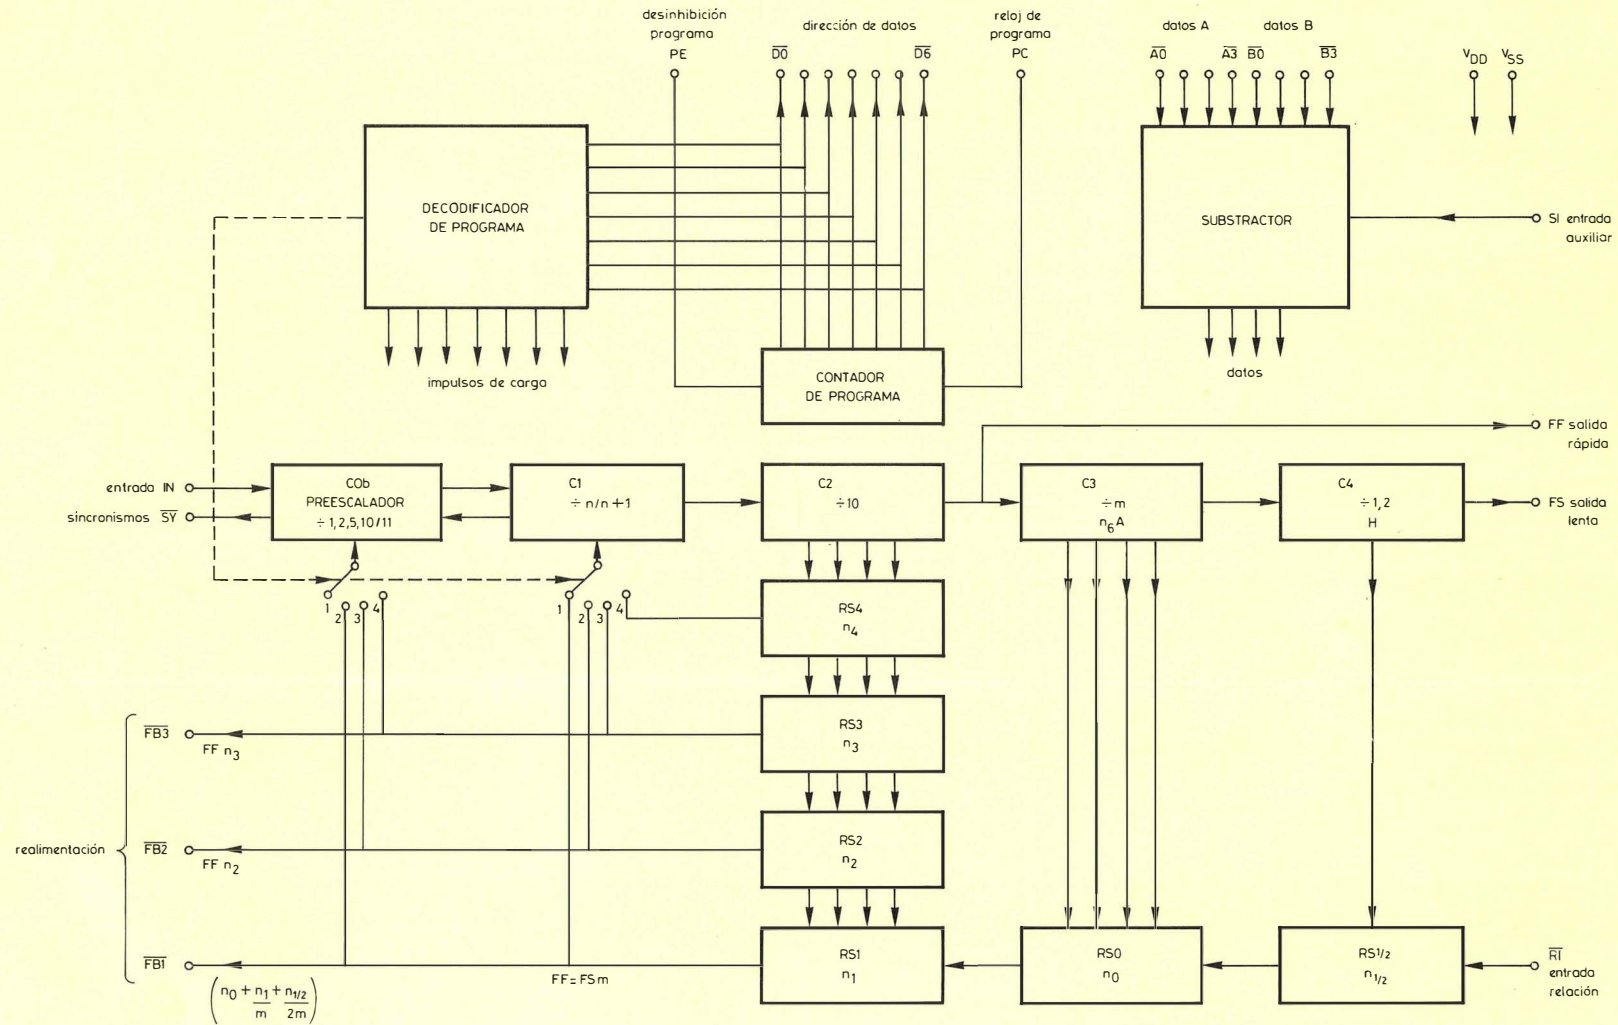 desinhibición
programa
PE
dirección de datos
D0
D6
reloj de
programa
PC
datos A
datos B
A0
A3
B0
B3
VDD
VSS
DECODIFICADOR
DE PROGRAMA
SUBSTRACTOR
SI entrada
auxiliar
impulsos de carga
CONTADOR
DE PROGRAMA
datos
FF salida
rápida
entrada IN
síncronismos SY
COb
PREESCALADOR
÷ 1,2,5,10/11
C1
÷ n/n+1
C2
÷10
C3
÷m
n6A
C4
÷1,2
H
FS salida
lenta
1
2
3
4
1
2
3
4
RS4
n4
RS3
n3
FB3
FF n3
realimentación
RS2
n2
FB2
FF n2
FB1
(n0 + n1/m + n1/2/2m)
FF=FSm
RS1
n1
RS0
n0
RS1/2
n1/2
RI
entrada
relación